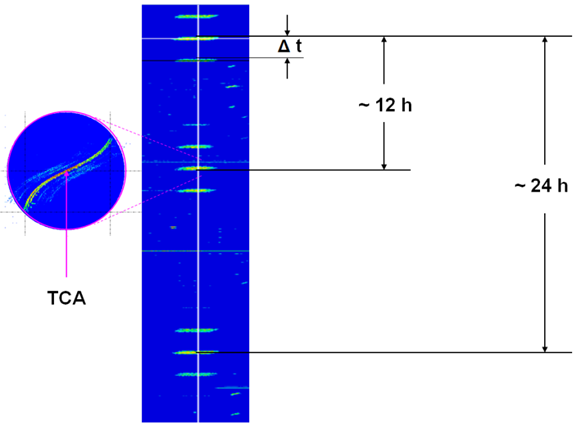 Δ t
~ 12 h
~ 24 h
TCA